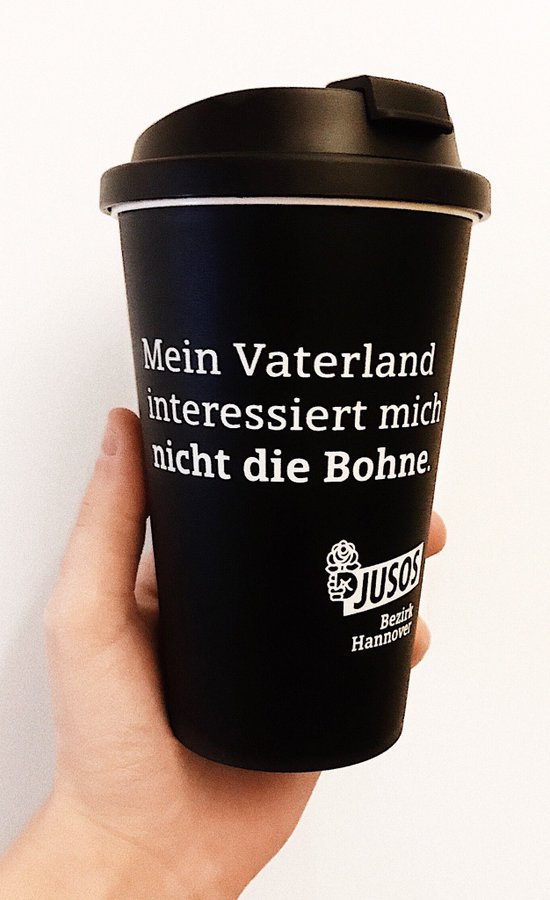 Mein Vaterland
interessiert mich
nicht die Bohne.
JUSOS
Bezirk
Hannover